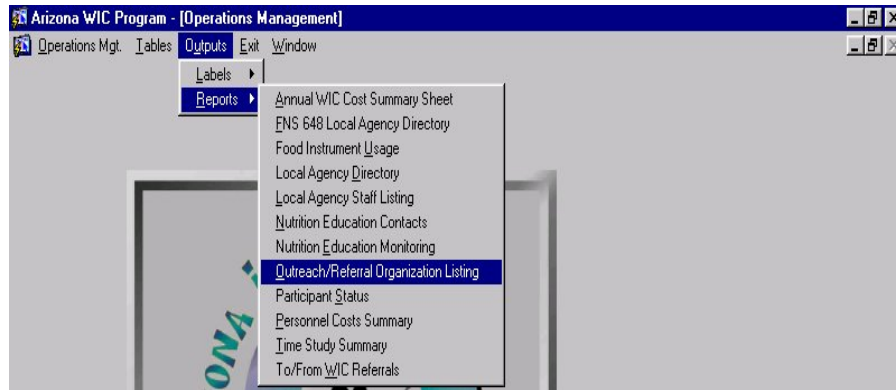 Arizona WIC Program - [Operations Management]
Operations Mgt. Tables Outputs Exit Window
Labels
Reports
Annual WIC Cost Summary Sheet
FNS 648 Local Agency Directory
Food Instrument Usage
Local Agency Directory
Local Agency Staff Listing
Nutrition Education Contacts
Nutrition Education Monitoring
Outreach/Referral Organization Listing
Participant Status
Personnel Costs Summary
Time Study Summary
To/From WIC Referrals